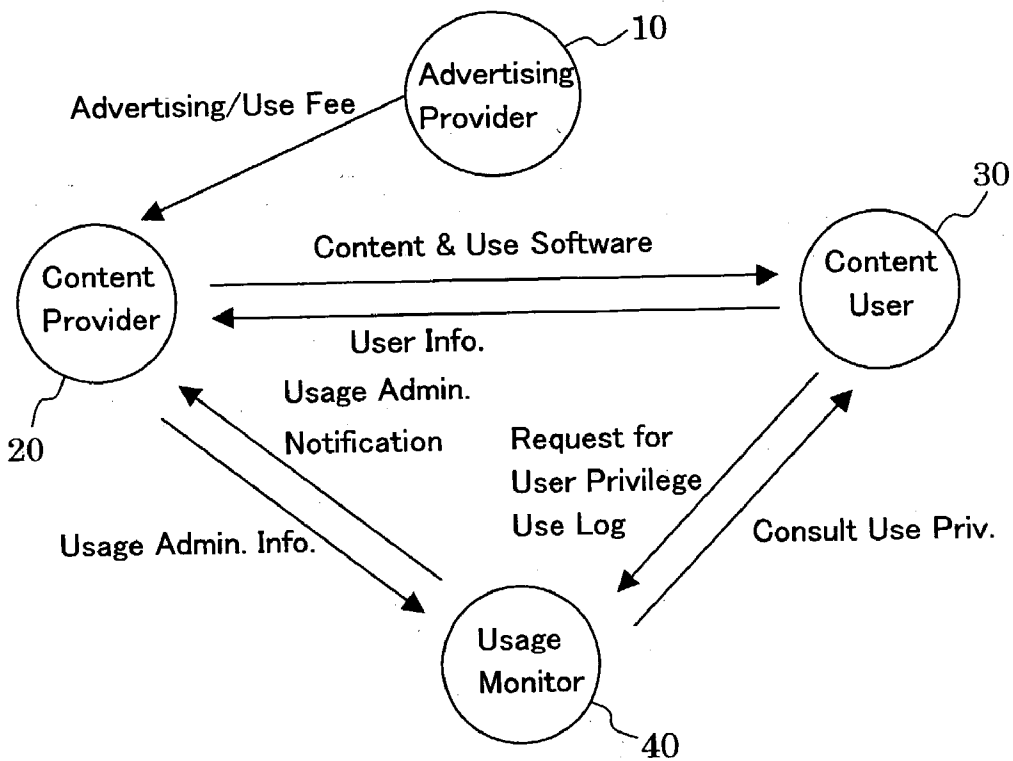 10
Advertising
Provider
Advertising/Use Fee
30
Content & Use Software
Content
User
Content
Provider
User Info.
20
Usage Admin.
Notification
Request for
User Privilege
Use Log
Usage Admin. Info.
Consult Use Priv.
Usage
Monitor
40